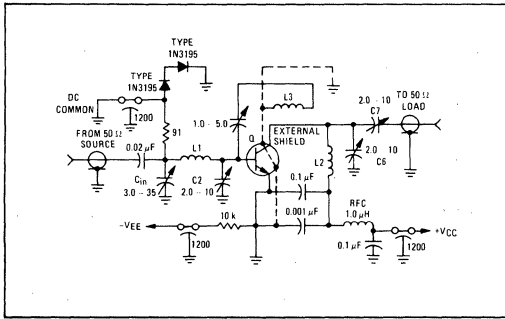 TYPE
1N3195
TYPE
1N3195
DC
COMMON
1200
91
FROM 50 Ω
SOURCE
0.02 µF
L1
Cin
3.0 – 35
C2
2.0 – 10
1.0 – 5.0
L3
Q
EXTERNAL
SHIELD
2.0 – 10
C7
TO 50 Ω
LOAD
2.0 10
C6
L2
0.1 µF
0.001 µF
RFC
1.0 µH
0.1 µF
1200
+VCC
–VEE
1200
10 k